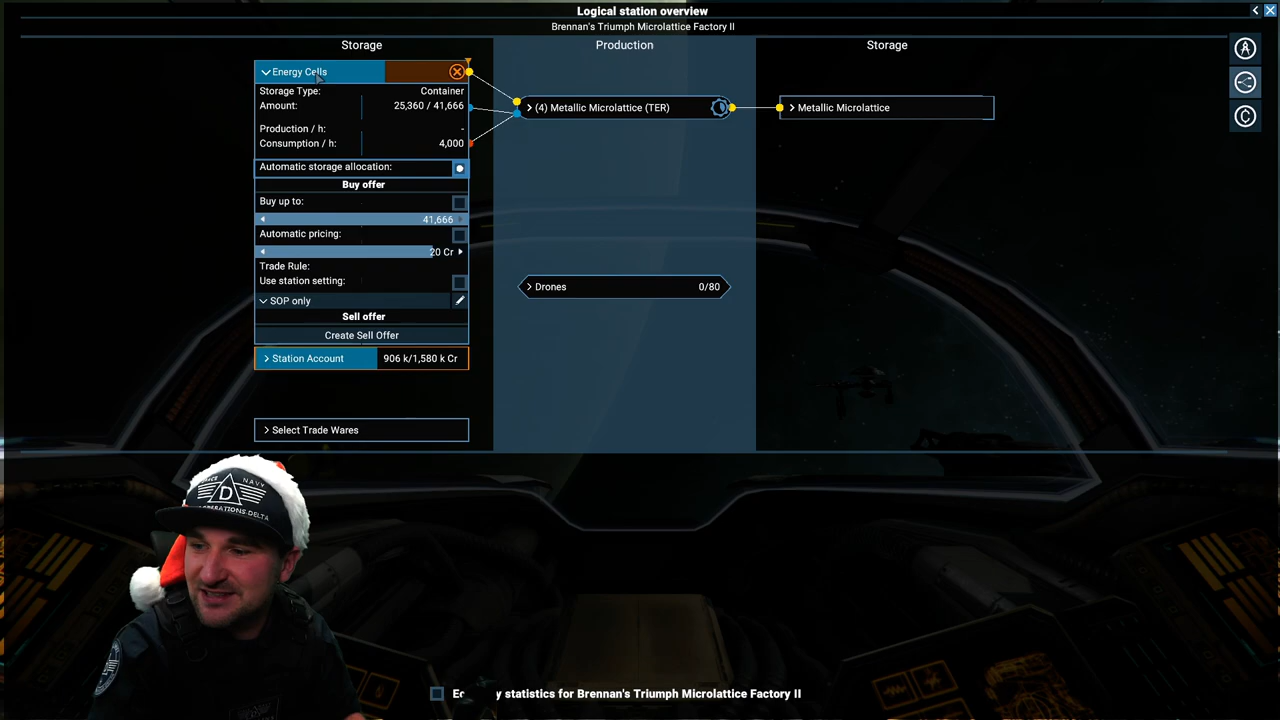 Logical station overview
Brennan's Triumph Microlattice Factory II
Storage
Production
Storage
Energy Cells
Storage Type: Container
Amount: 25,360 / 41,666
Production / h: -
Consumption / h: 4,000
Automatic storage allocation:
Buy offer
Buy up to:
41,666
Automatic pricing:
20 Cr
Trade Rule:
Use station setting:
SOP only
Sell offer
Create Sell Offer
Station Account 906 k/1,580 k Cr
Select Trade Wares
(4) Metallic Microlattice (TER)
Drones 0/80
Metallic Microlattice
statistics for Brennan's Triumph Microlattice Factory II
NAVY
D
OPERATIONS-DELTA